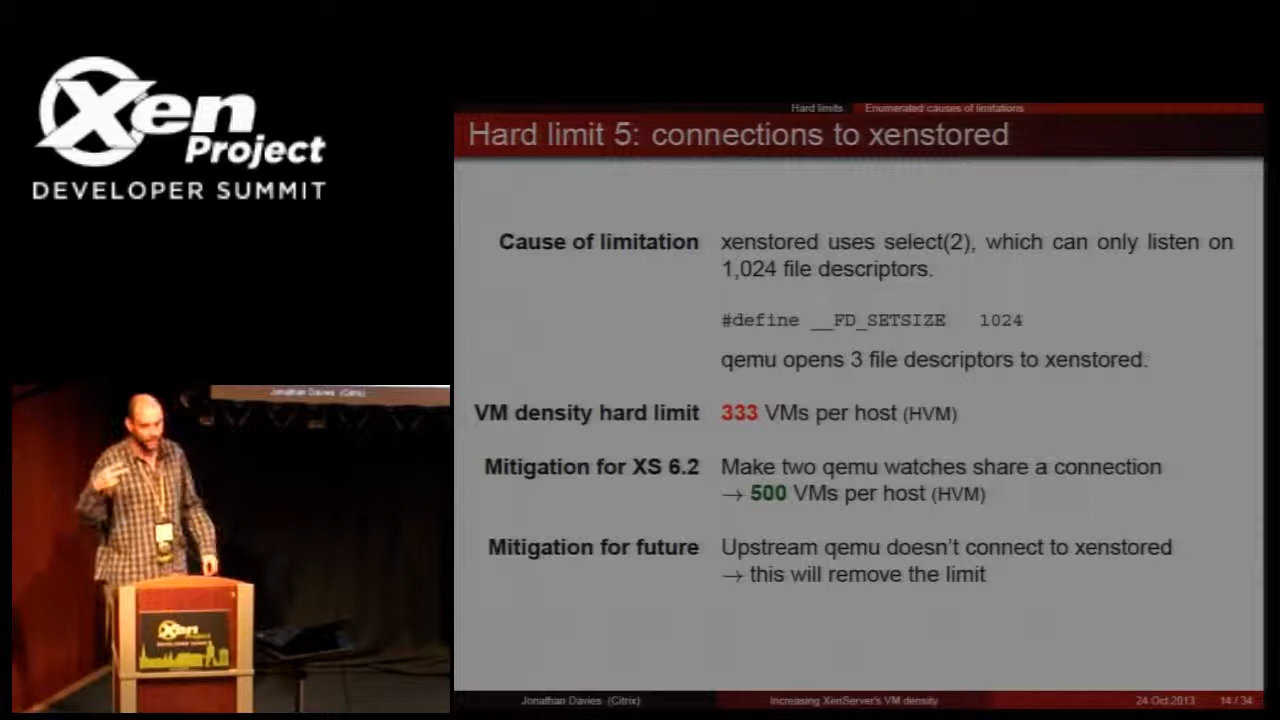 Xen
Project
DEVELOPER SUMMIT
Hard limits Enumerated causes of limitations
Hard limit 5: connections to xenstored
Cause of limitation xenstored uses select(2), which can only listen on
1,024 file descriptors.
#define __FD_SETSIZE 1024
qemu opens 3 file descriptors to xenstored.
VM density hard limit 333 VMs per host (HVM)
Mitigation for XS 6.2 Make two qemu watches share a connection
→ 500 VMs per host (HVM)
Mitigation for future Upstream qemu doesn't connect to xenstored
→ this will remove the limit
Jonathan Davies (Citrix) Increasing XenServer's VM density 24 Oct 2013 14 / 34
Jonathan Davies (Citrix)
Xen
Project
DEVELOPER SUMMIT